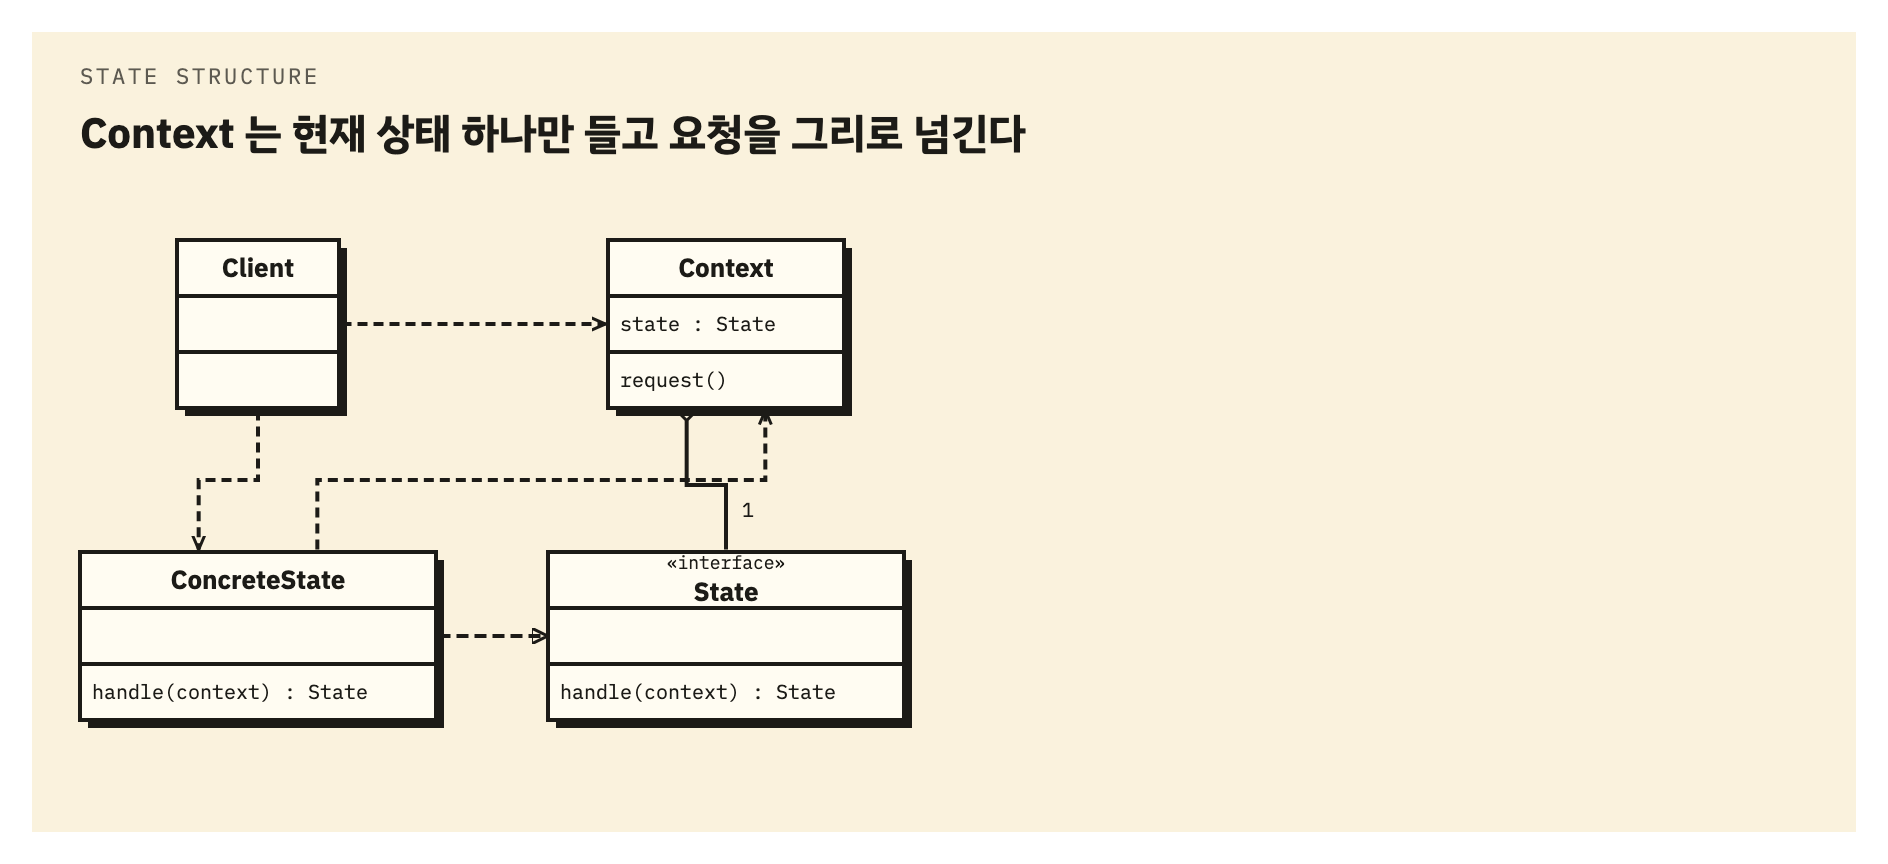 STATE STRUCTURE
Context 는 현재 상태 하나만 들고 요청을 그리로 넘긴다
Client
Context
state : State
request()
1
ConcreteState
handle(context) : State
«interface»
State
handle(context) : State